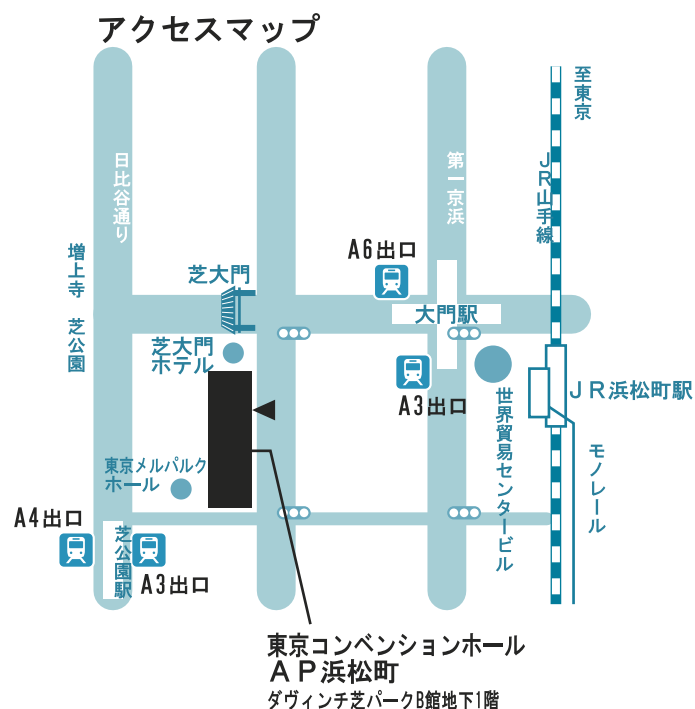 アクセスマップ
至東京
日比谷通り
第一京浜
JR山手線
増上寺 芝公園
A6出口
芝大門
大門駅
芝大門
ホテル
A3出口
JR浜松町駅
世界貿易センタービル
モノレール
東京メルパルク
ホール
A4出口
芝公園駅
A3出口
東京コンベンションホール
AP浜松町
ダヴィンチ芝パークB館地下1階